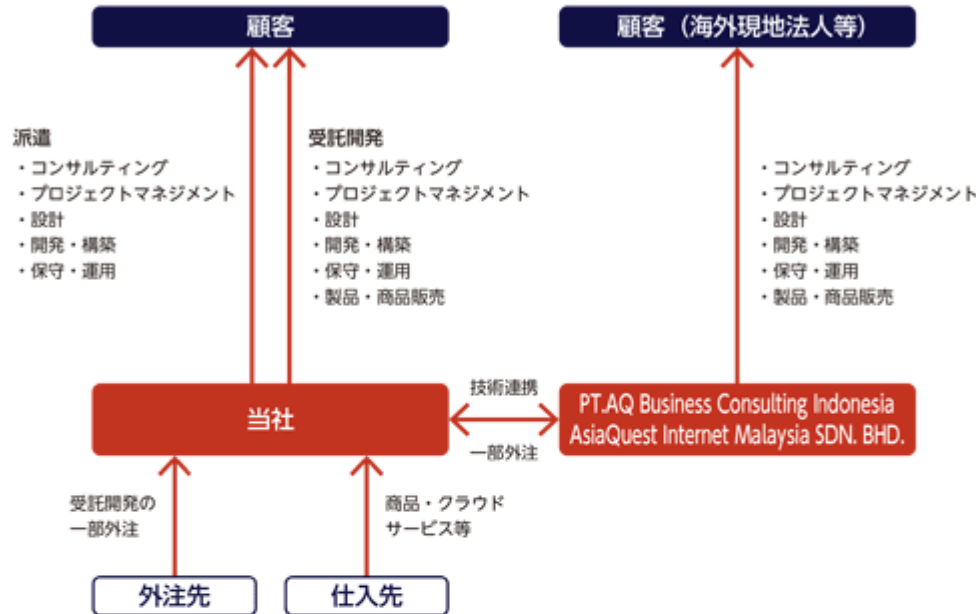 顧客
顧客（海外現地法人等）
派遣
・コンサルティング
・プロジェクトマネジメント
・設計
・開発・構築
・保守・運用
受託開発
・コンサルティング
・プロジェクトマネジメント
・設計
・開発・構築
・保守・運用
・製品・商品販売
・コンサルティング
・プロジェクトマネジメント
・設計
・開発・構築
・保守・運用
・製品・商品販売
当社
技術連携
一部外注
PT.AQ Business Consulting Indonesia
AsiaQuest Internet Malaysia SDN. BHD.
受託開発の
一部外注
商品・クラウド
サービス等
外注先
仕入先